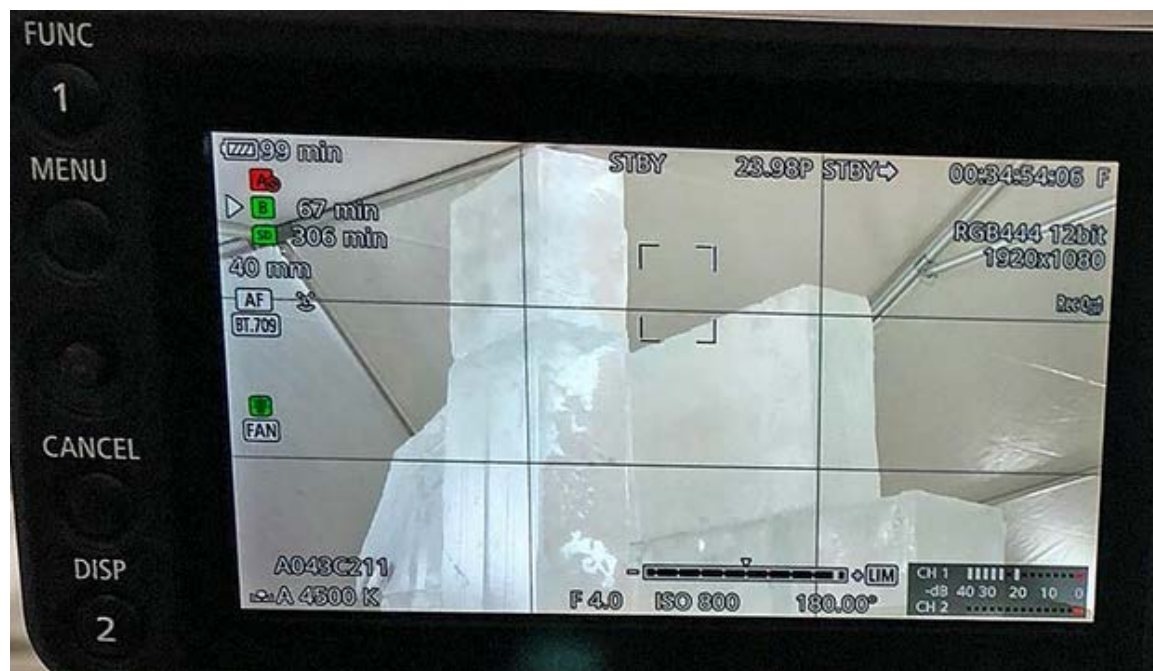 FUNC
1
MENU
CANCEL
DISP
2
99 min
STBY 23.98P STBY 00:34:54:06 F
A
B 67 min
SD 306 min
RGB444 12bit
1920x1080
40 mm
AF
BT.709
FAN
A043C211
A 4500 K
F 4.0 ISO 800 180.00°
- + LIM
CH 1
-dB 40 30 20 10 0
CH 2